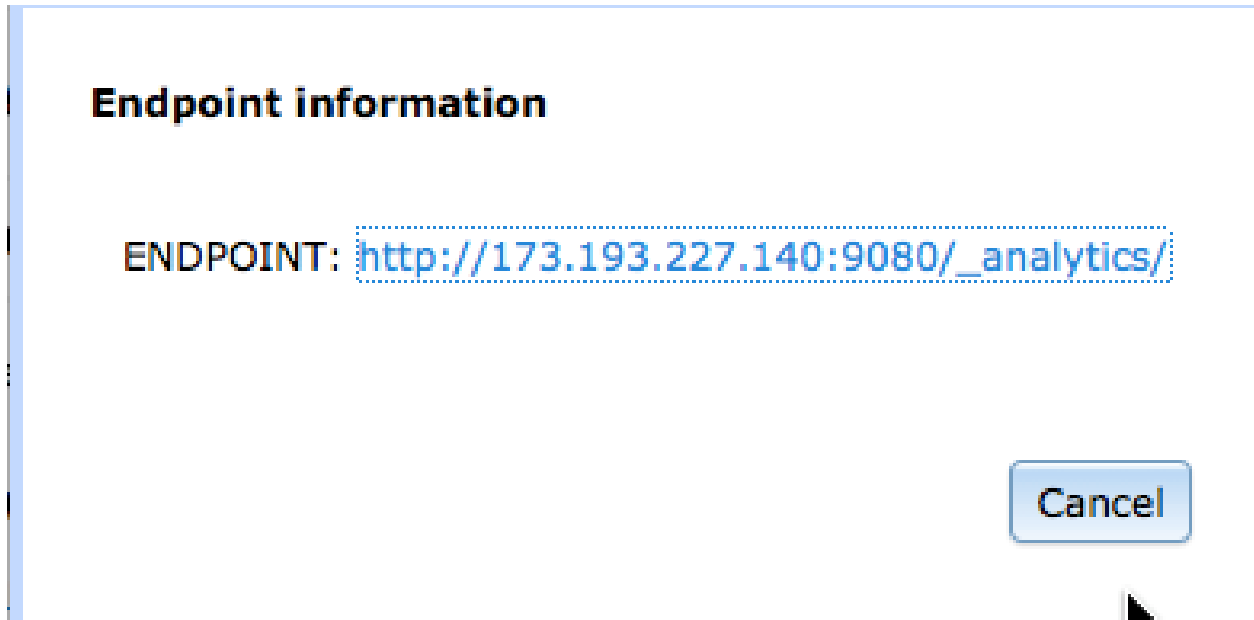 Endpoint information
ENDPOINT: http://173.193.227.140:9080/_analytics/
Cancel